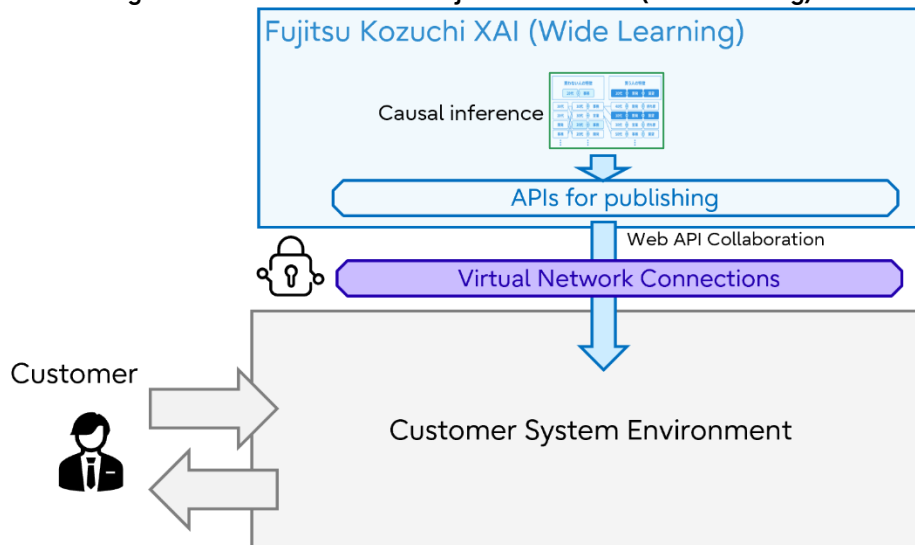 Fujitsu Kozuchi XAI (Wide Learning)
Causal inference
APIs for publishing
Web API Collaboration
Virtual Network Connections
Customer
Customer System Environment